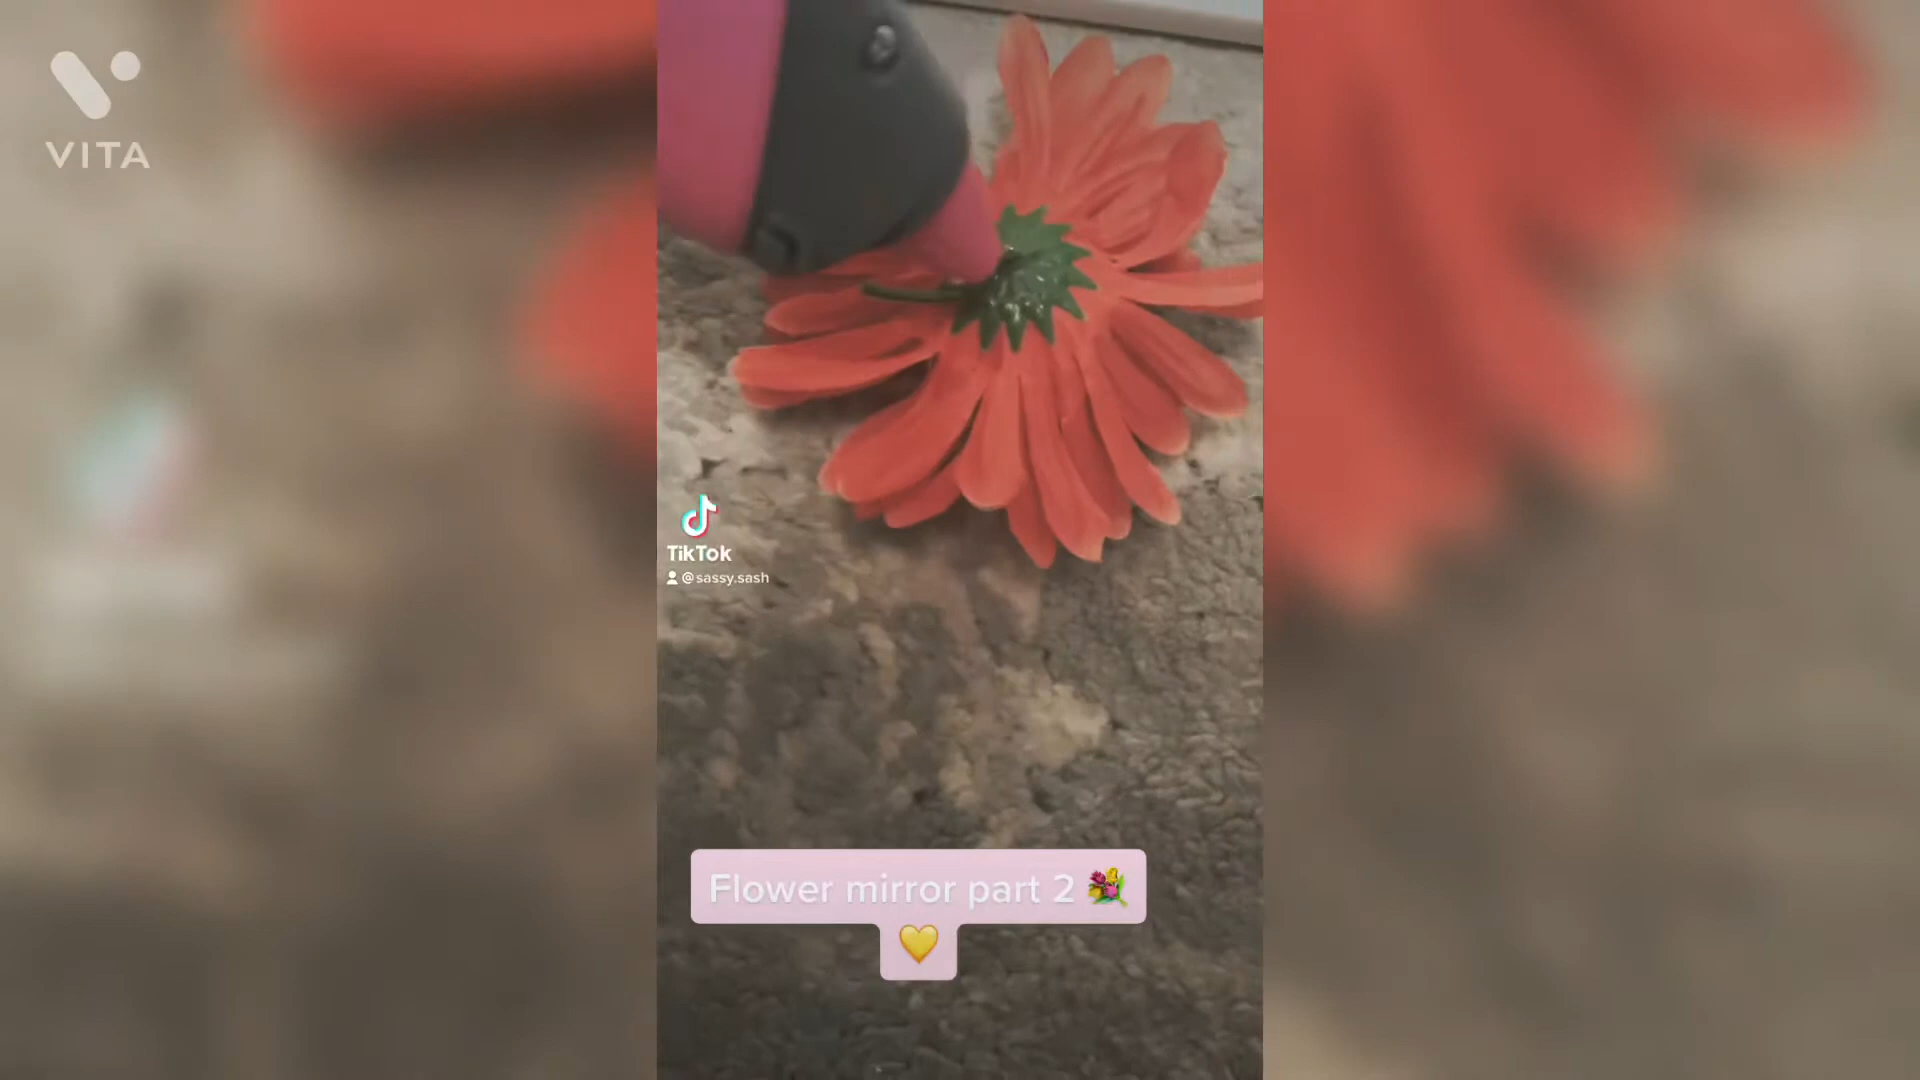 VITA
TikTok
@sassy.sash
Flower mirror part 2 💐
💛